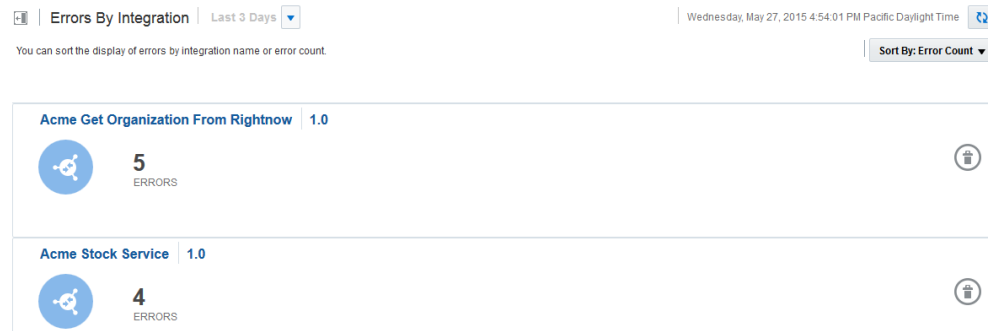 Errors By Integration Last 3 Days Wednesday, May 27, 2015 4:54:01 PM Pacific Daylight Time
You can sort the display of errors by integration name or error count. Sort By: Error Count
Acme Get Organization From Rightnow 1.0
5
ERRORS
Acme Stock Service 1.0
4
ERRORS